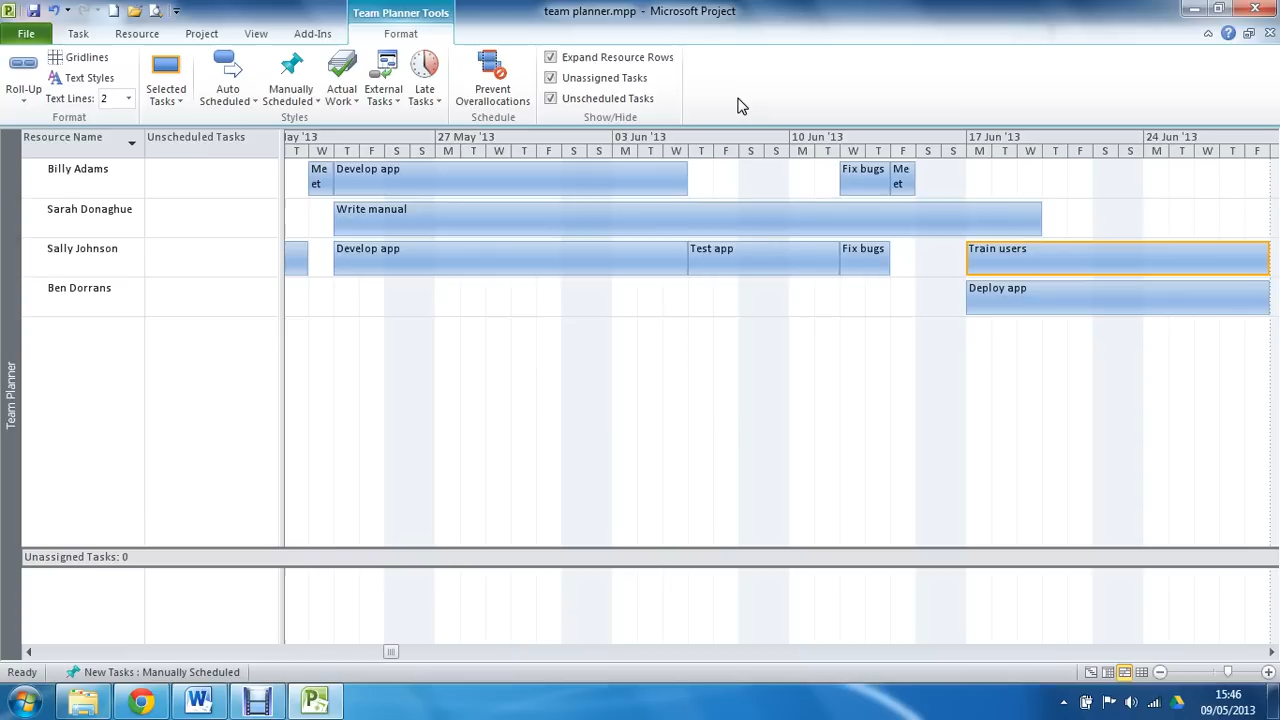 Team Planner Tools
team planner.mpp - Microsoft Project
File Task Resource Project View Add-Ins Format
Roll-Up
Gridlines
Text Styles
Text Lines: 2
Format
Selected Tasks
Auto Scheduled
Manually Scheduled
Actual Work
External Tasks
Late Tasks
Styles
Prevent Overallocations
Schedule
Expand Resource Rows
Unassigned Tasks
Unscheduled Tasks
Show/Hide
Resource Name Unscheduled Tasks
lay '13 27 May '13 03 Jun '13 10 Jun '13 17 Jun '13 24 Jun '13
T W T F S S M T W T F S S M T W T F S S M T W T F S S M T W T F S S M T W T F
Billy Adams Me et Develop app Fix bugs Me et
Sarah Donaghue Write manual
Sally Johnson Develop app Test app Fix bugs Train users
Ben Dorrans Deploy app
Team Planner
Unassigned Tasks: 0
Ready New Tasks : Manually Scheduled
15:46
09/05/2013